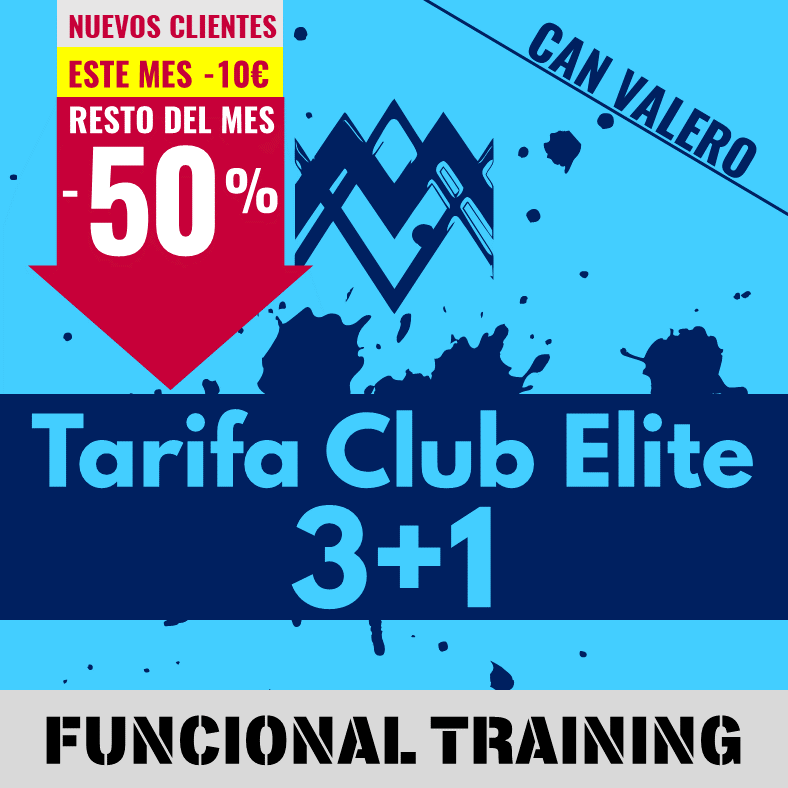 NUEVOS CLIENTES
ESTE MES -10€
RESTO DEL MES
-50%
CAN VALERO
Tarifa Club Elite
3+1
FUNCIONAL TRAINING